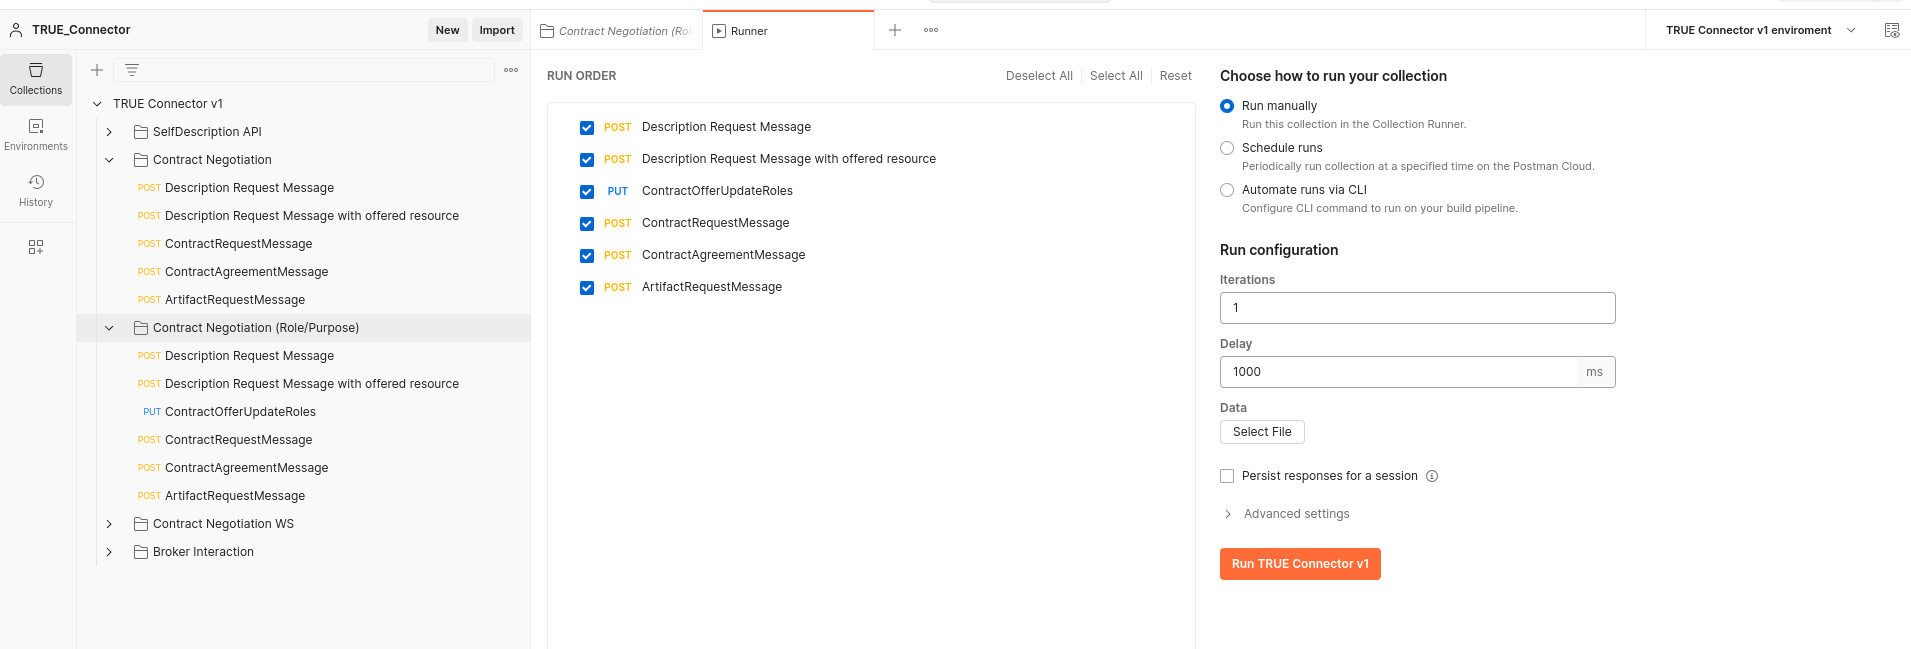 TRUE_Connector
New
Import
Contract Negotiation (Rol
Runner
TRUE Connector v1 enviroment
Collections
Environments
History
TRUE Connector v1
SelfDescription API
Contract Negotiation
POST Description Request Message
POST Description Request Message with offered resource
POST ContractRequestMessage
POST ContractAgreementMessage
POST ArtifactRequestMessage
Contract Negotiation (Role/Purpose)
POST Description Request Message
POST Description Request Message with offered resource
PUT ContractOfferUpdateRoles
POST ContractRequestMessage
POST ContractAgreementMessage
POST ArtifactRequestMessage
Contract Negotiation WS
Broker Interaction
RUN ORDER
Deselect All
Select All
Reset
POST Description Request Message
POST Description Request Message with offered resource
PUT ContractOfferUpdateRoles
POST ContractRequestMessage
POST ContractAgreementMessage
POST ArtifactRequestMessage
Choose how to run your collection
Run manually
Run this collection in the Collection Runner.
Schedule runs
Periodically run collection at a specified time on the Postman Cloud.
Automate runs via CLI
Configure CLI command to run on your build pipeline.
Run configuration
Iterations
1
Delay
1000 ms
Data
Select File
Persist responses for a session
Advanced settings
Run TRUE Connector v1